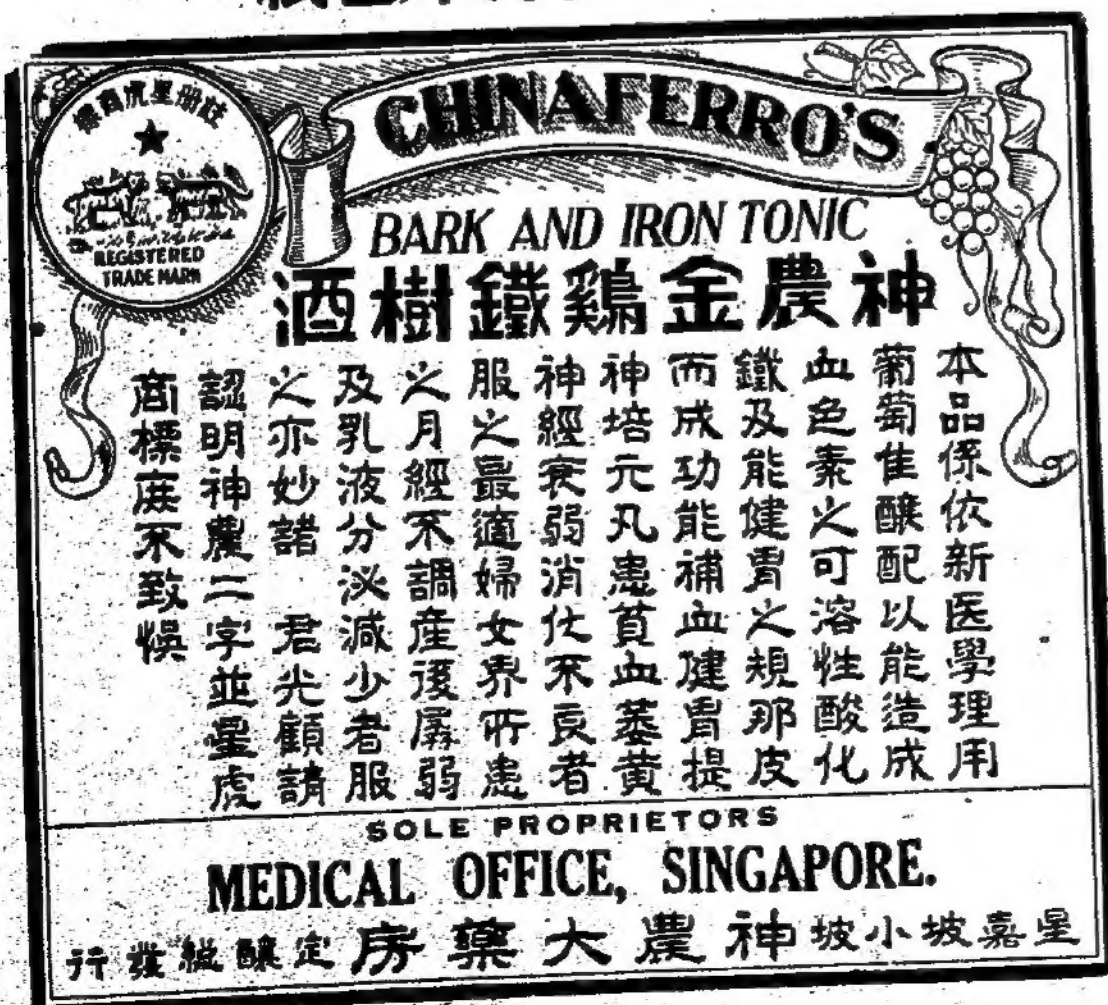 註冊星虎商標
REGISTERED
TRADE MARK
CHINAFERRO'S
BARK AND IRON TONIC
神農金鷄鐵樹酒
本品係依新医學理用
葡萄佳釀配以能造成
血色素之可溶性酸化
鐵及能健胃之規那皮
而成功能補血健胃提
神培元凡患貧血萎黃
神經衰弱消化不良者
服之最適婦女界所患
之月經不調産後孱弱
及乳液分泌減少者服
之亦妙諸 君光顧請
認明神農二字並星虎
商標庶不致悞
SOLE PROPRIETORS
MEDICAL OFFICE, SINGAPORE.
星嘉坡小坡神農大藥房定釀總發行